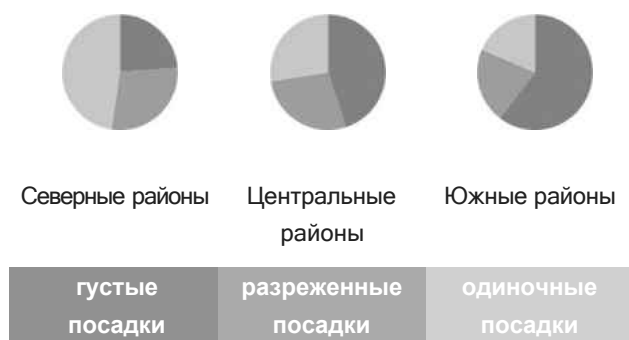 Северные районы
Центральные
районы
Южные районы
густые
посадки
разреженные
посадки
одиночные
посадки